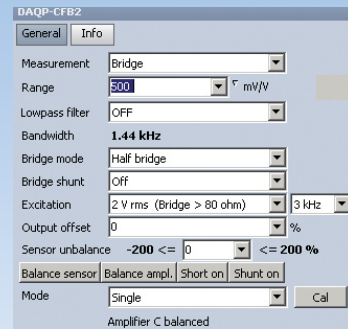 DAQP-CFB2
General Info
Measurement Bridge
Range 500 mV/V
Lowpass filter OFF
Bandwidth 1.44 kHz
Bridge mode Half bridge
Bridge shunt Off
Excitation 2 V rms (Bridge > 80 ohm) 3 kHz
Output offset 0 %
Sensor unbalance -200 <= 0 <= 200 %
Balance sensor Balance ampl. Short on Shunt on
Mode Single Cal
Amplifier C balanced